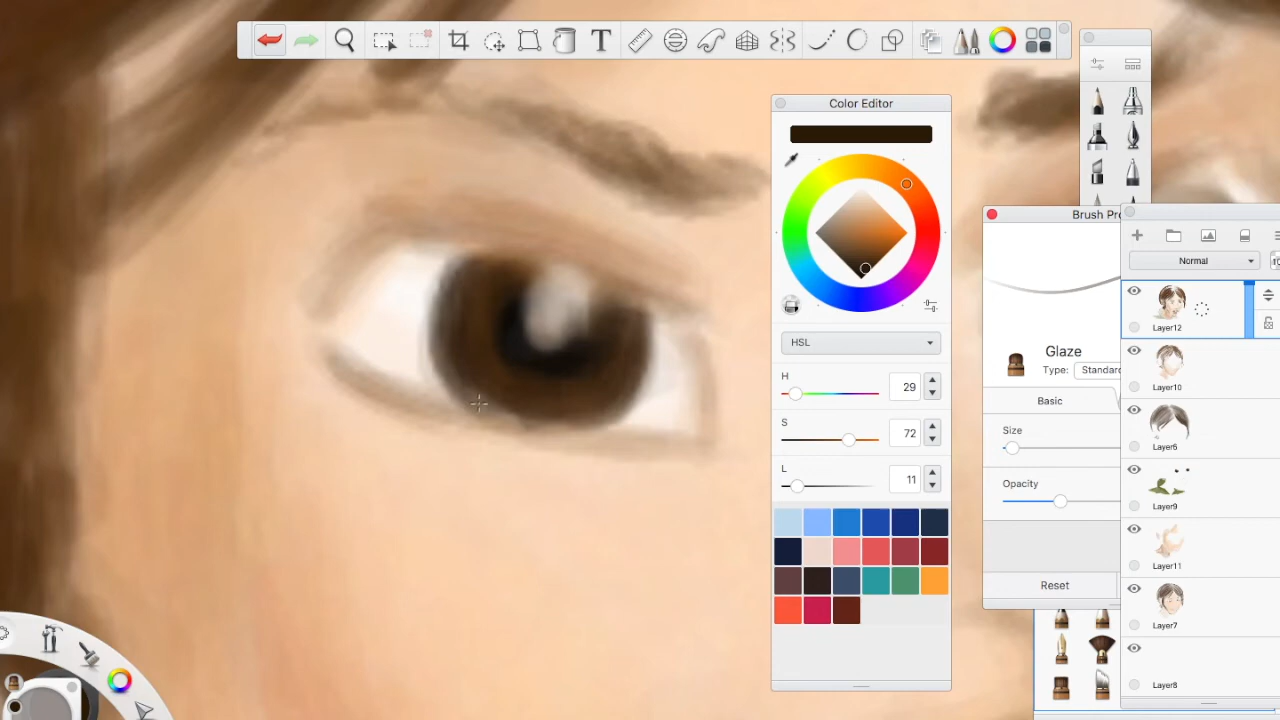 T
Color Editor
HSL
H
29
S
72
L
11
Brush Pro
Glaze
Type:
Standard
Basic
Size
Opacity
Reset
Normal
Layer12
Layer10
Layer6
Layer9
Layer11
Layer7
Layer8